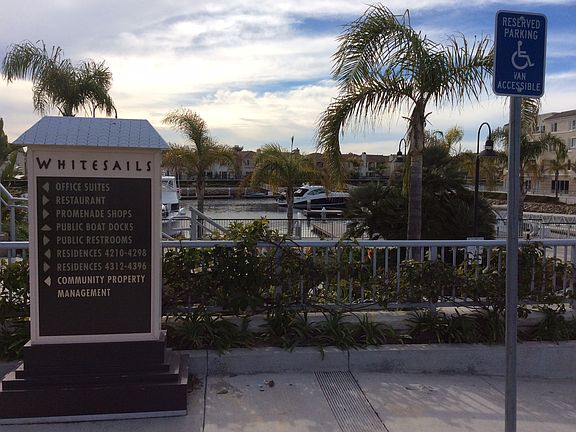 WHITESAILS
OFFICE SUITES
RESTAURANT
PROMENADE SHOPS
PUBLIC BOAT DOCKS
PUBLIC RESTROOMS
RESIDENCES 4210-4298
RESIDENCES 4312-4396
COMMUNITY PROPERTY
MANAGEMENT
RESERVED
PARKING
VAN
ACCESSIBLE